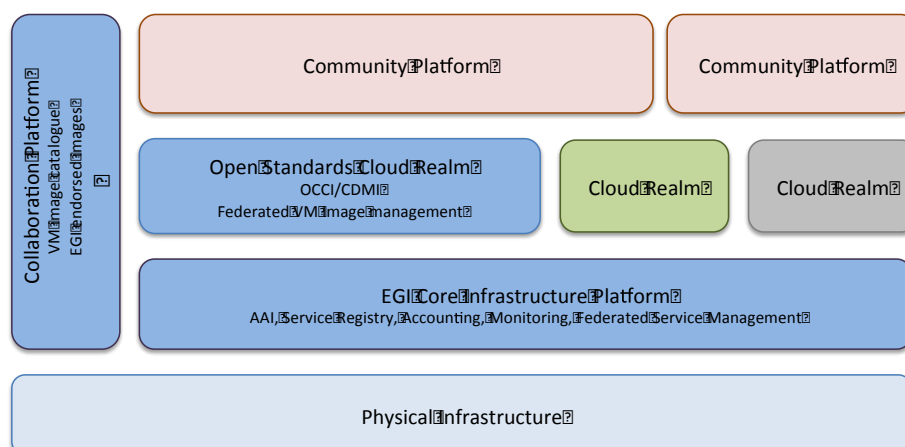 Collaboration Platform
VM image catalogue
EGI endorsed images
Community Platform
Community Platform
Open Standards Cloud Realm
OCCI/CDMI
Federated VM Image management
Cloud Realm
Cloud Realm
EGI Core Infrastructure Platform
AAI, Service Registry, Accounting, Monitoring, Federated Service Management
Physical Infrastructure